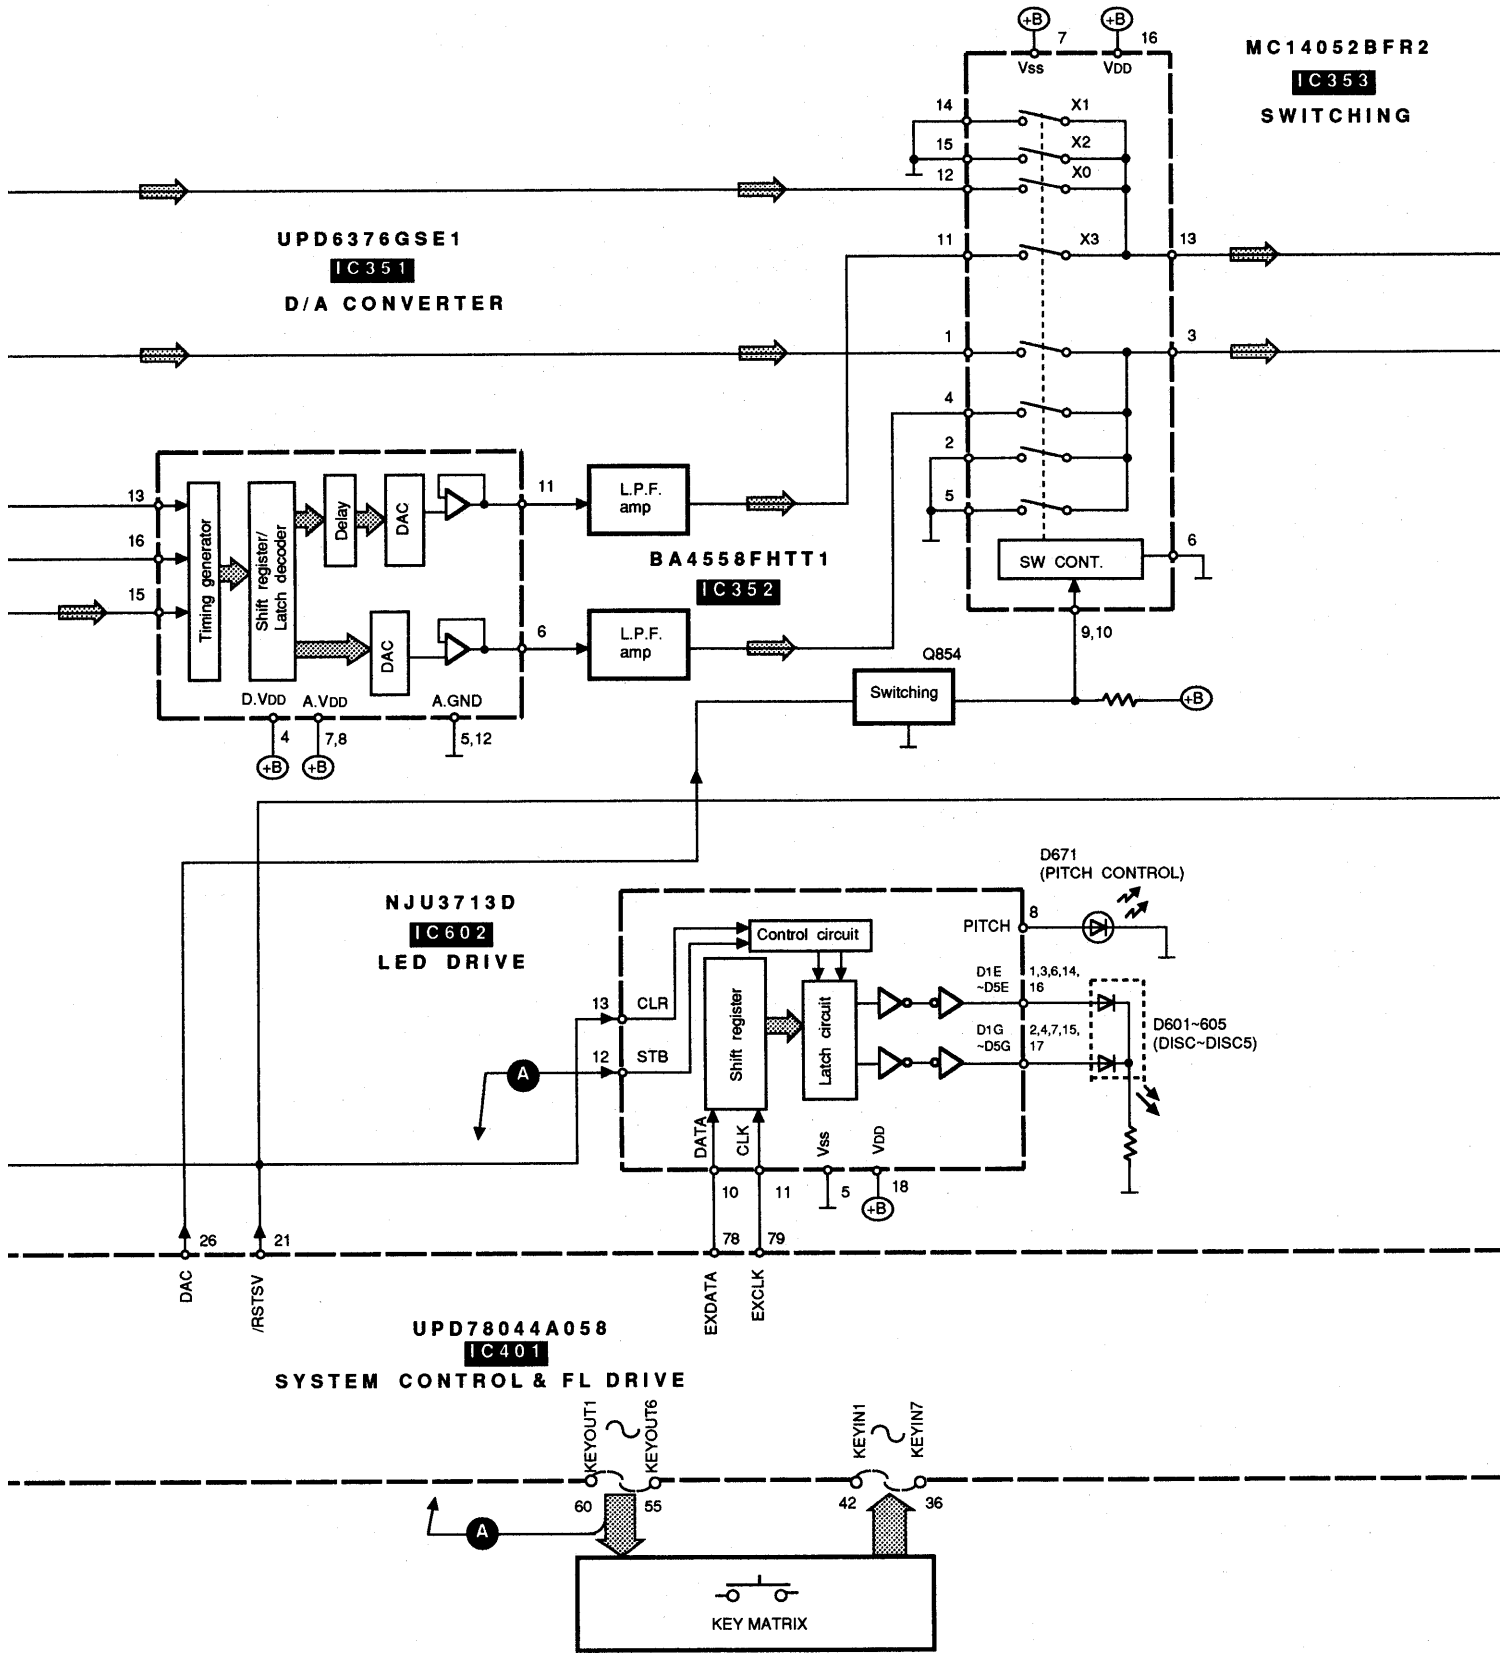 +B
+B
7
16
MC14052BFR2
IC353
SWITCHING
Vss
VDD
14
X1
15
X2
12
X0
11
X3
13
UPD6376GSE1
IC351
D/A CONVERTER
1
3
4
2
5
6
SW CONT.
9,10
13
16
15
Timing generator
Shift register/
Latch decoder
Delay
DAC
DAC
11
L.P.F.
amp
BA4558FHTT1
IC352
6
L.P.F.
amp
D.VDD
A.VDD
A.GND
4
7,8
5,12
+B
+B
Q854
Switching
+B
NJU3713D
IC602
LED DRIVE
D671
(PITCH CONTROL)
PITCH
8
Control circuit
13
CLR
12
STB
A
Shift register
Latch circuit
D1E
~D5E
1,3,6,14,
16
D1G
~D5G
2,4,7,15,
17
D601~605
(DISC~DISC5)
DATA
CLK
Vss
VDD
10
11
5
18
+B
26
21
78
79
DAC
/RSTSV
EXDATA
EXCLK
UPD78044A058
IC401
SYSTEM CONTROL & FL DRIVE
KEYOUT1
~
KEYOUT6
KEYIN1
~
KEYIN7
60
55
42
36
A
KEY MATRIX